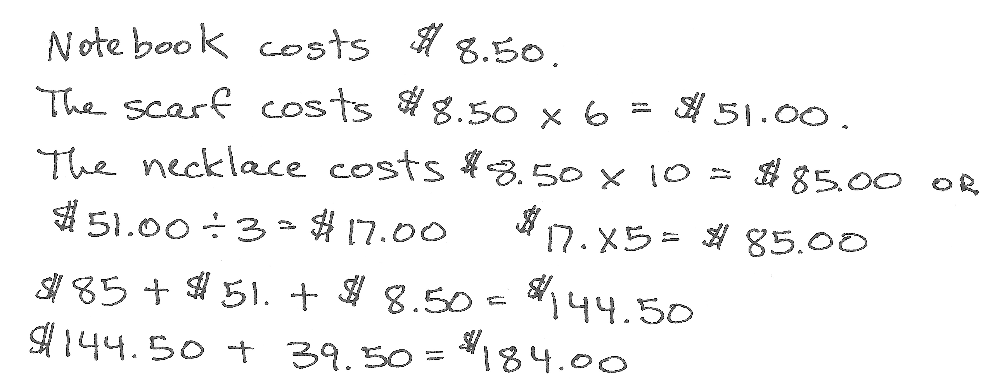 Notebook costs $8.50.
The scarf costs $8.50 x 6 = $51.00.
The necklace costs $8.50 x 10 = $85.00 OR
$51.00 ÷ 3 = $17.00 $17. x 5 = $85.00
$85 + $51. + $8.50 = $144.50
$144.50 + 39.50 = $184.00